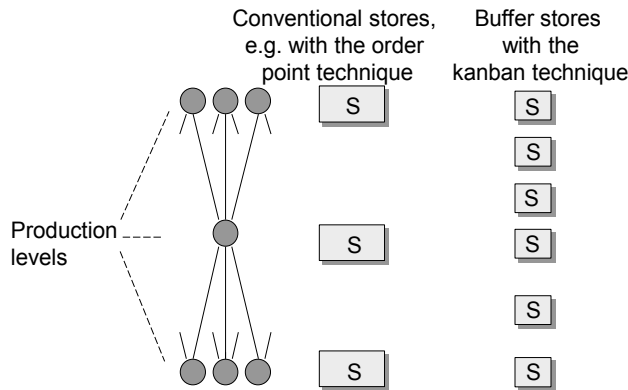 Conventional stores,
e.g. with the order
point technique
Buffer stores
with the
kanban technique
S
S
S
S
Production
levels
S
S
S
S
S